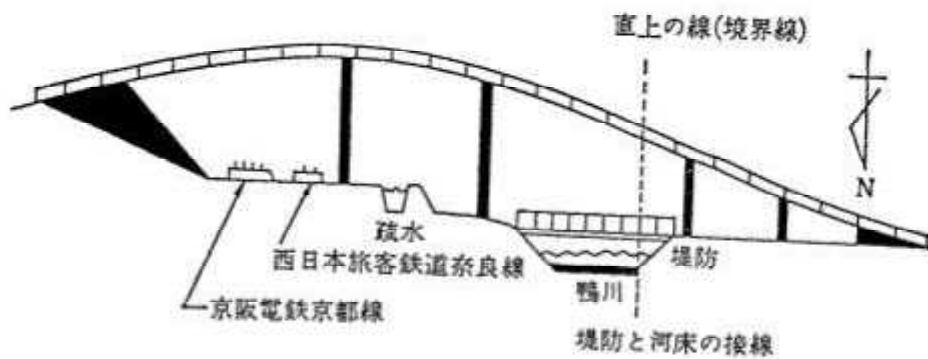 直上の線(境界線)
N
疏水
堤防
西日本旅客鉄道奈良線
鴨川
京阪電鉄京都線
堤防と河床の接線